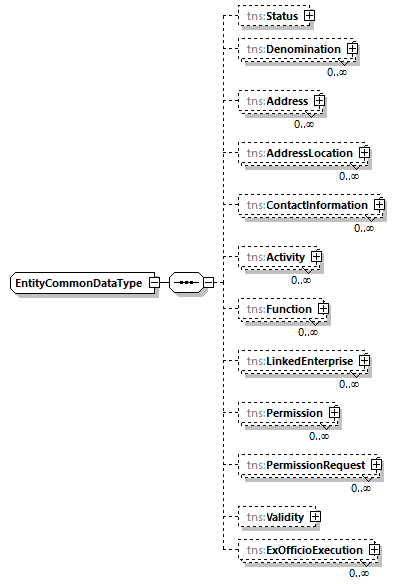 tns:Status
tns:Denomination
0..∞
tns:Address
0..∞
tns:AddressLocation
0..∞
tns:ContactInformation
0..∞
tns:Activity
0..∞
EntityCommonDataType
tns:Function
0..∞
tns:LinkedEnterprise
0..∞
tns:Permission
0..∞
tns:PermissionRequest
0..∞
tns:Validity
tns:ExOfficioExecution
0..∞